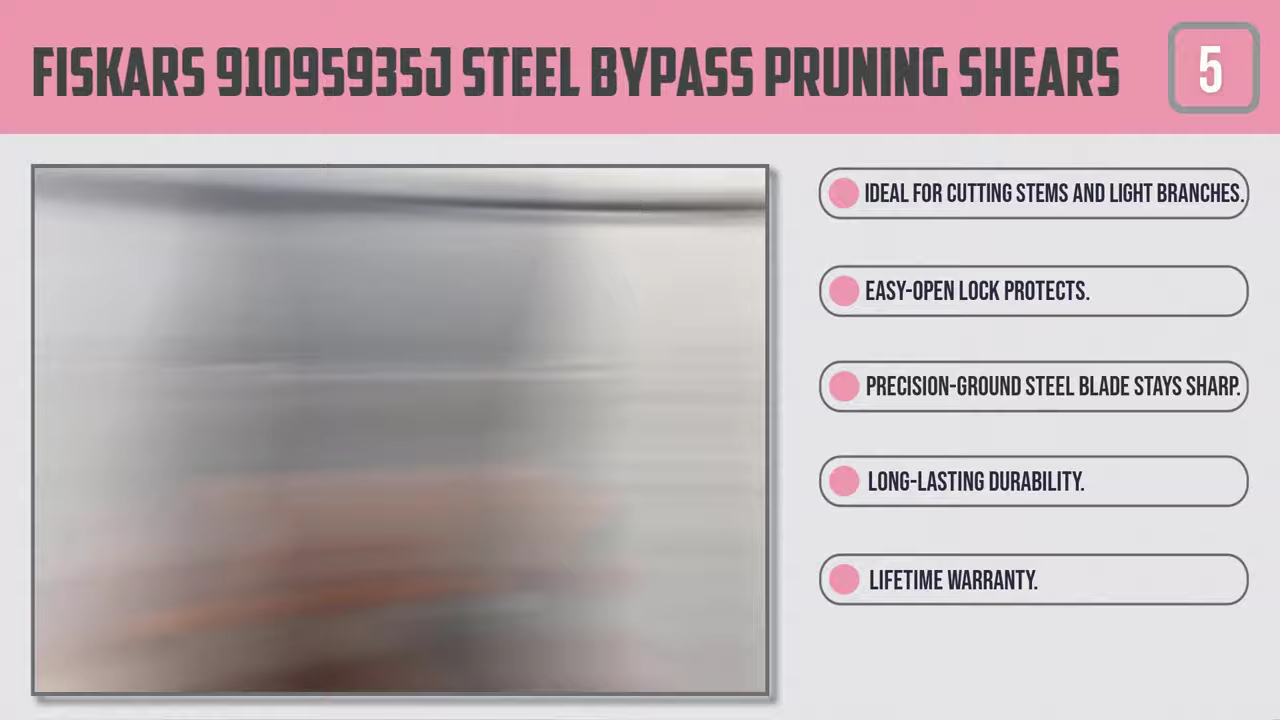 FISKARS 91095935J STEEL BYPASS PRUNING SHEARS
5
IDEAL FOR CUTTING STEMS AND LIGHT BRANCHES.
EASY-OPEN LOCK PROTECTS.
PRECISION-GROUND STEEL BLADE STAYS SHARP.
LONG-LASTING DURABILITY.
LIFETIME WARRANTY.